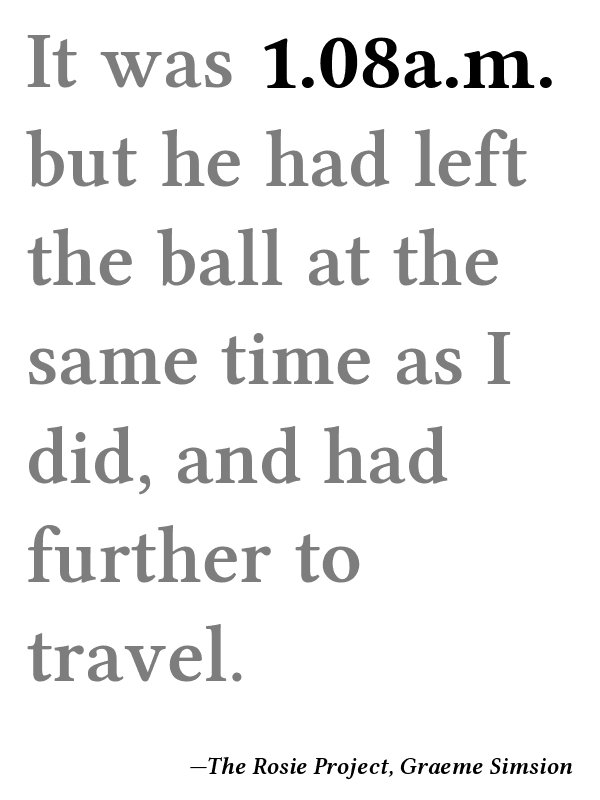 It was 1.08a.m.
but he had left
the ball at the
same time as I
did, and had
further to
travel.
—The Rosie Project, Graeme Simsion